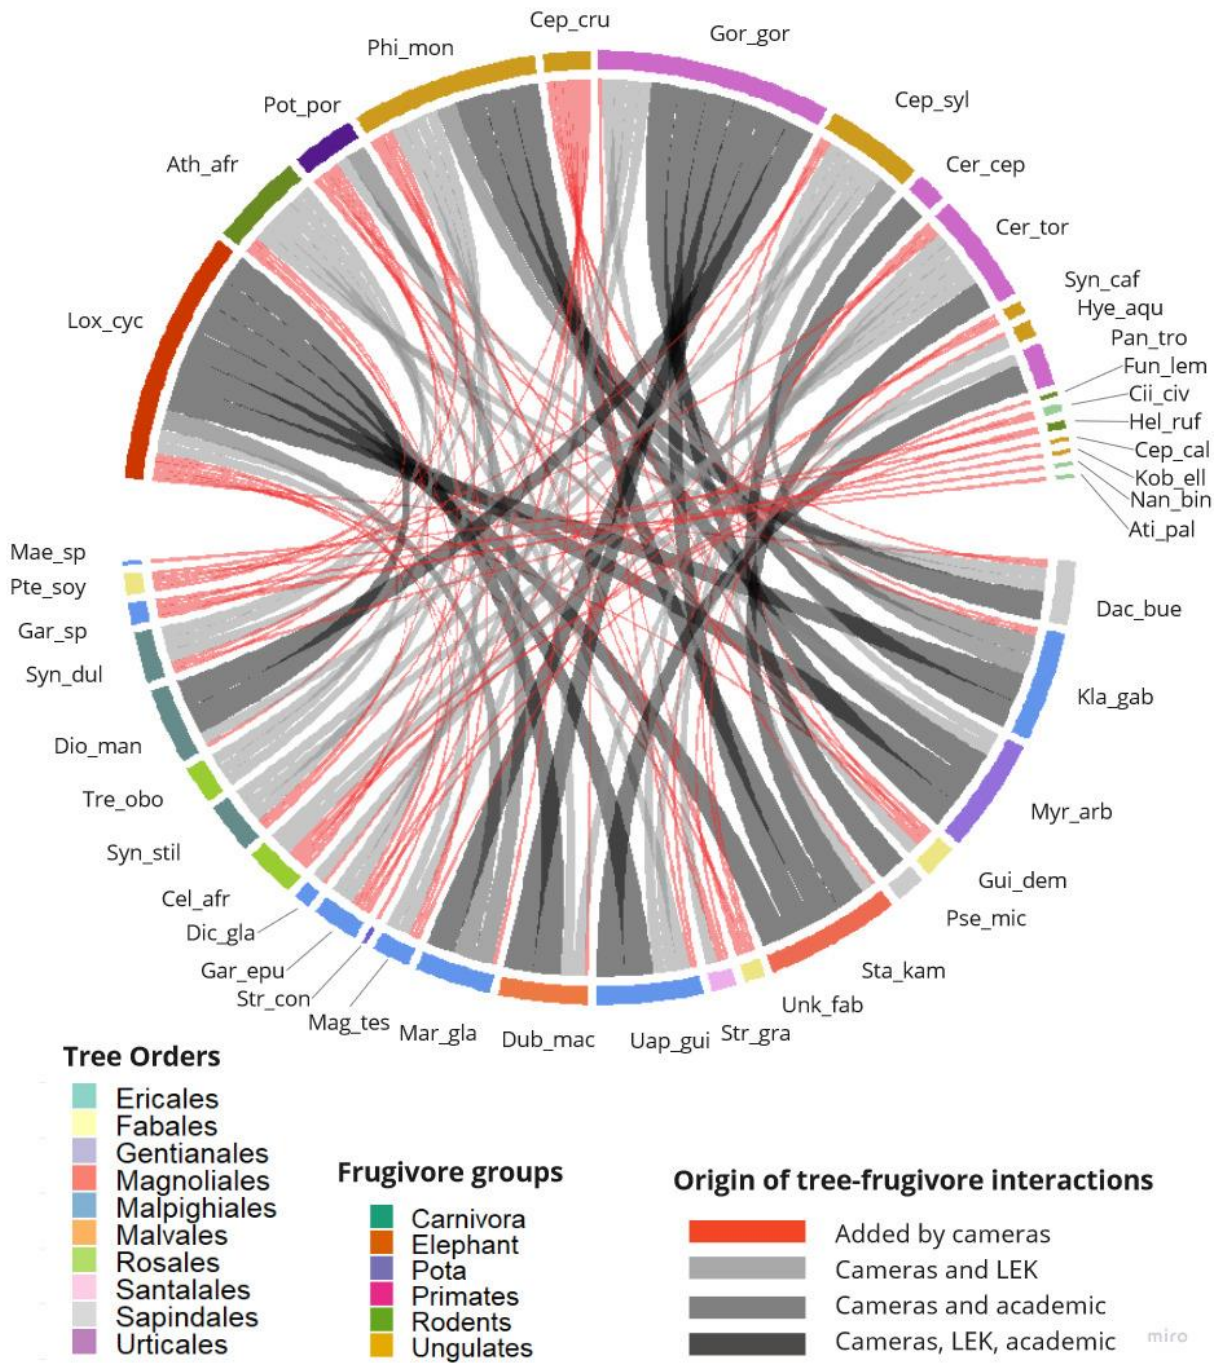 Cep_cru
Gor_gor
Phi_mon
Cep_syl
Pot_por
Cer_cep
Ath_afr
Cer_tor
Syn_caf
Hye_aqu
Lox_cyc
Pan_tro
Fun_lem
Cii_civ
Hel_ruf
Cep_cal
Kob_ell
Nan_bin
Ati_pal
Mae_sp
Pte_soy
Dac_bue
Gar_sp
Syn_dul
Kla_gab
Dio_man
Tre_obo
Myr_arb
Syn_stil
Gui_dem
Cel_afr
Pse_mic
Dic_gla
Gar_epu
Sta_kam
Str_con
Unk_fab
Mag_tes
Mar_gla
Dub_mac
Uap_gui
Str_gra
Tree Orders
Ericales
Fabales
Gentianales
Magnoliales
Malpighiales
Malvales
Rosales
Santalales
Sapindales
Urticales
Frugivore groups
Carnivora
Elephant
Pota
Primates
Rodents
Ungulates
Origin of tree-frugivore interactions
Added by cameras
Cameras and LEK
Cameras and academic
Cameras, LEK, academic
miro